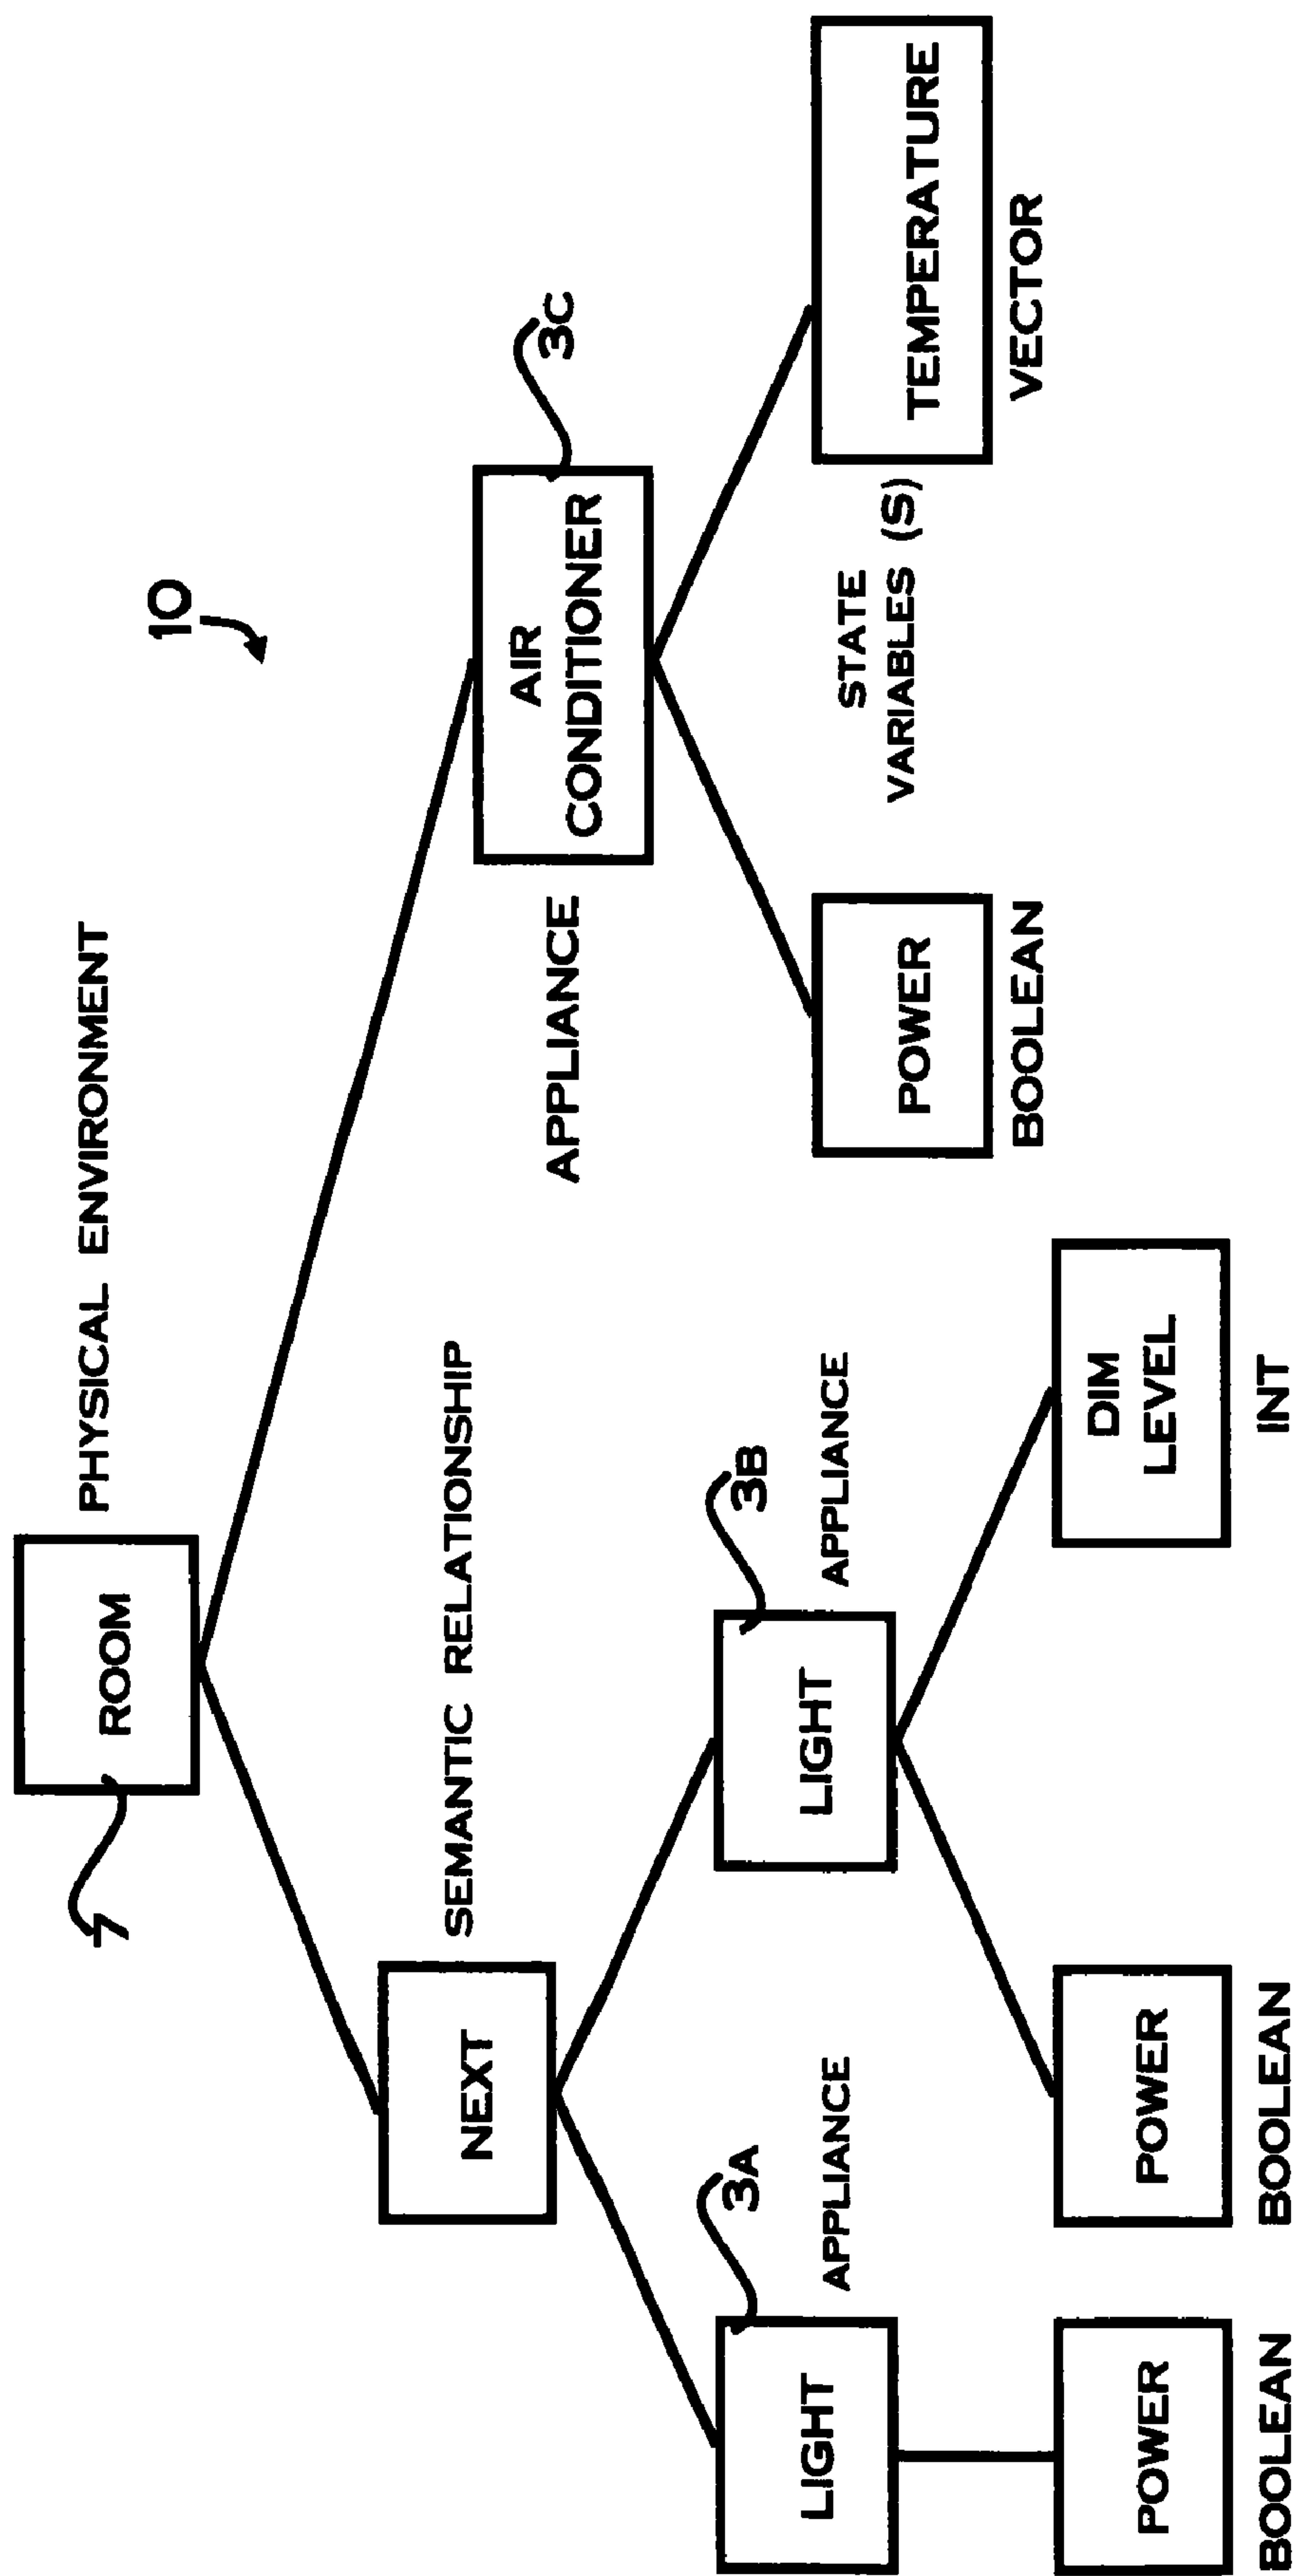 10
PHYSICAL ENVIRONMENT
7
ROOM
SEMANTIC RELATIONSHIP
NEXT
3C
AIR
CONDITIONER
APPLIANCE
3A
LIGHT
APPLIANCE
3B
LIGHT
APPLIANCE
STATE
VARIABLES (S)
POWER
BOOLEAN
TEMPERATURE
VECTOR
POWER
BOOLEAN
POWER
BOOLEAN
DIM
LEVEL
INT